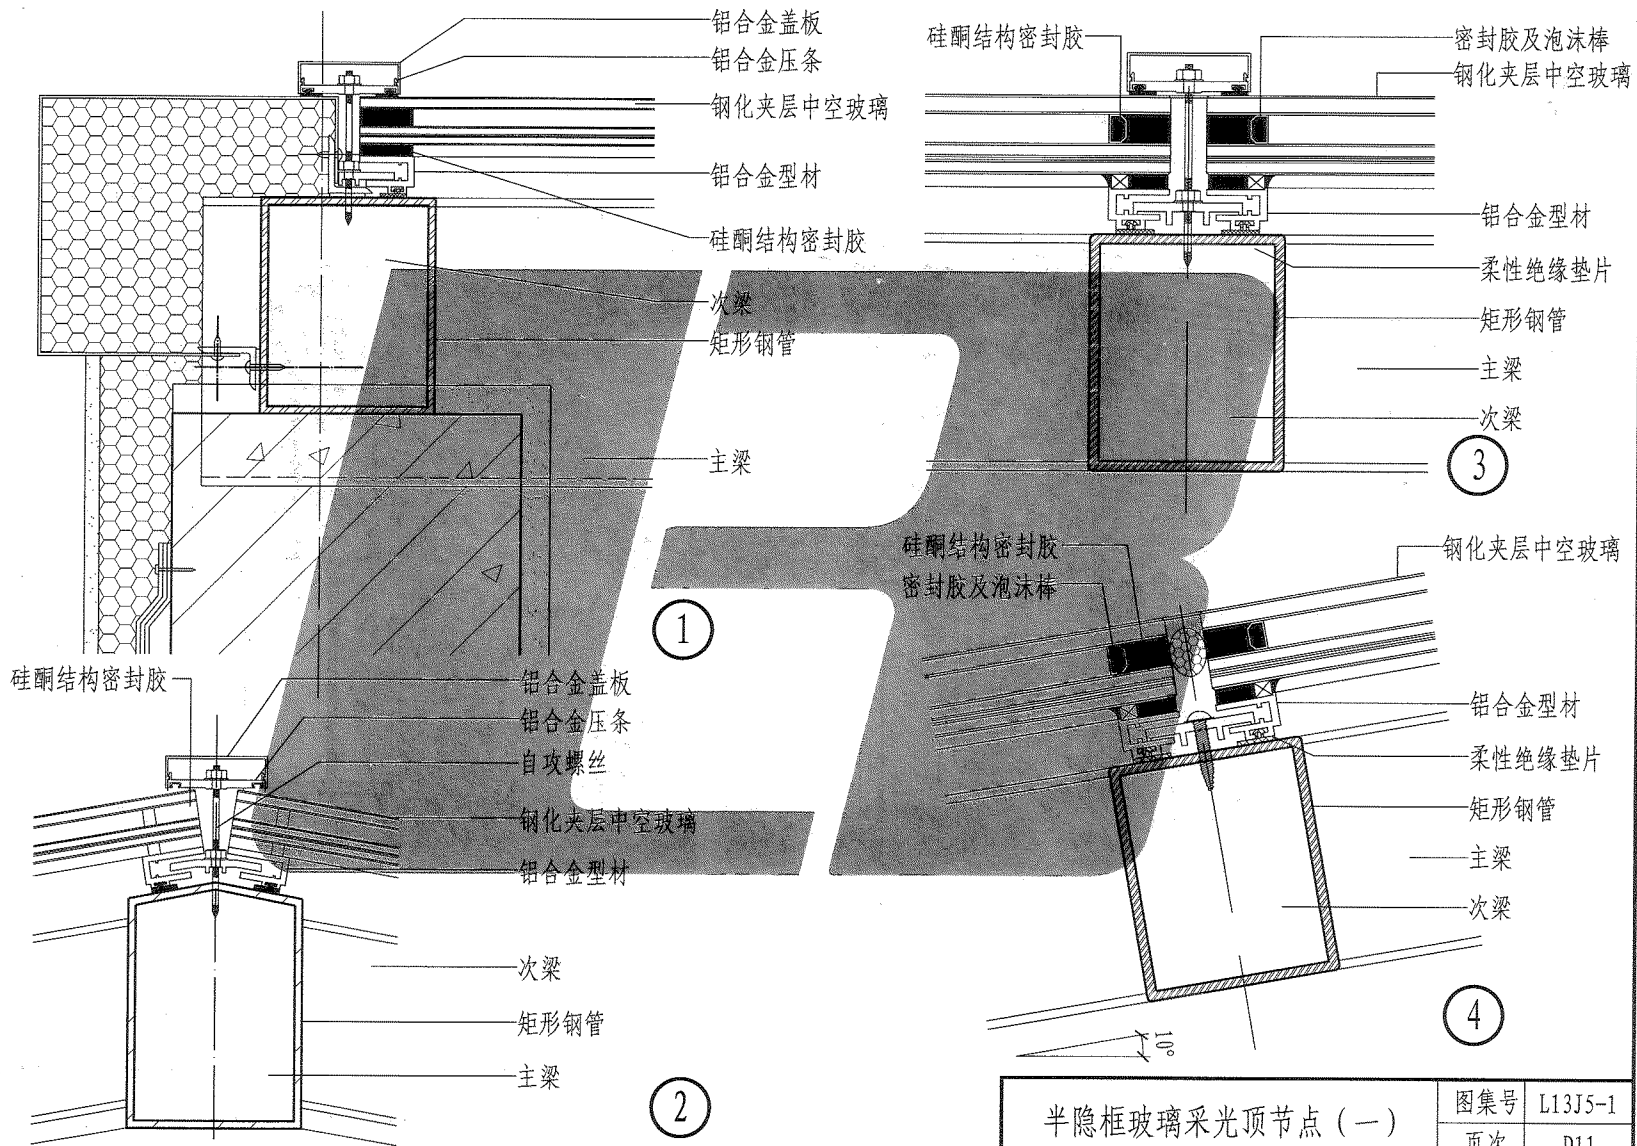 铝合金盖板
铝合金压条
钢化夹层中空玻璃
铝合金型材
硅酮结构密封胶
次梁
矩形钢管
主梁
1
硅酮结构密封胶
铝合金盖板
铝合金压条
自攻螺丝
钢化夹层中空玻璃
铝合金型材
次梁
矩形钢管
主梁
2
硅酮结构密封胶
密封胶及泡沫棒
钢化夹层中空玻璃
铝合金型材
柔性绝缘垫片
矩形钢管
主梁
次梁
3
硅酮结构密封胶
密封胶及泡沫棒
钢化夹层中空玻璃
铝合金型材
柔性绝缘垫片
矩形钢管
主梁
次梁
4
10°
半隐框玻璃采光顶节点（一）
图集号 L13J5-1
页次 D11